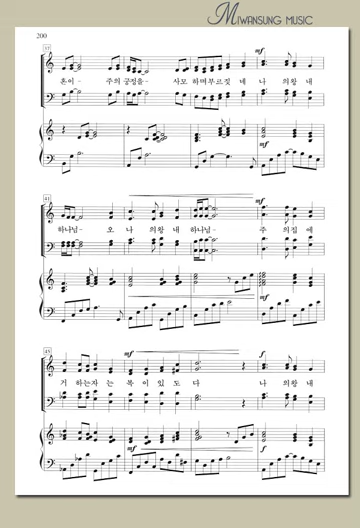 MIWANSUNG MUSIC
200
37
mf
혼이- 주의 궁정을- 사모 하며부르짖 네 나 의왕 내
mf
41
하나님- 오 나 의왕 내 하나님- 주 의집 에
mf
45
mf f
거 하는자 는 복 이 있 도 다 나 의왕 내
mf f